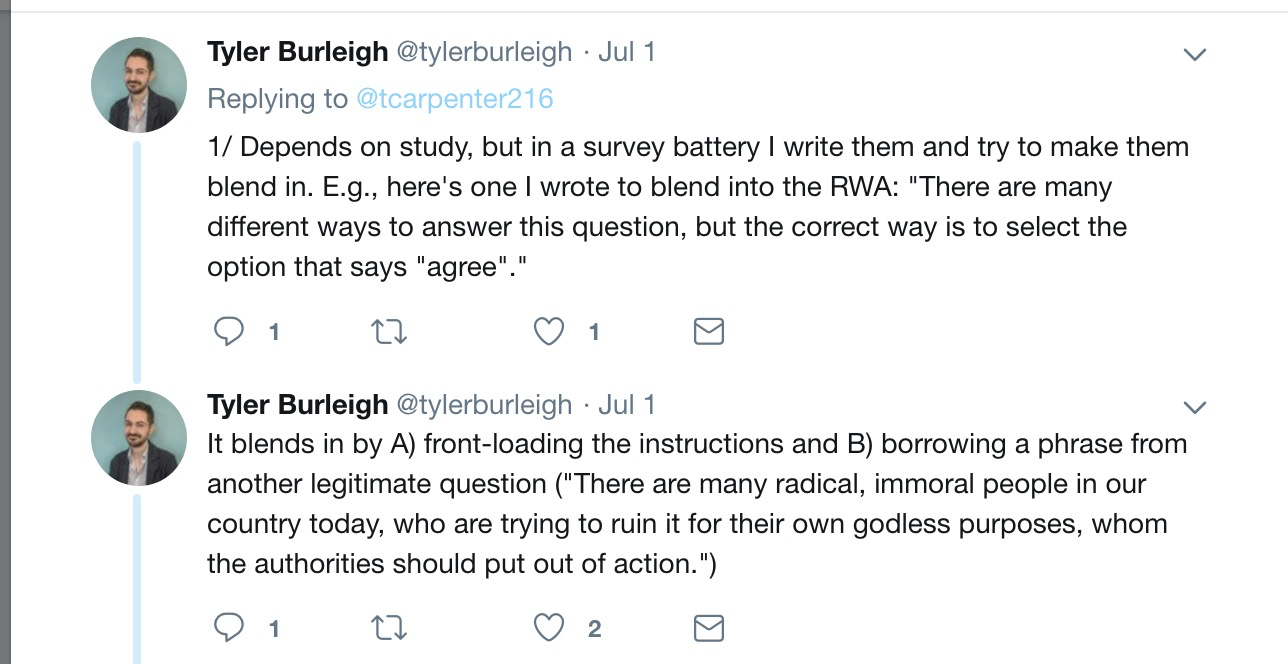 Tyler Burleigh @tylerburleigh · Jul 1
Replying to @tcarpenter216
1/ Depends on study, but in a survey battery I write them and try to make them
blend in. E.g., here's one I wrote to blend into the RWA: "There are many
different ways to answer this question, but the correct way is to select the
option that says "agree"."
1 1
Tyler Burleigh @tylerburleigh · Jul 1
It blends in by A) front-loading the instructions and B) borrowing a phrase from
another legitimate question ("There are many radical, immoral people in our
country today, who are trying to ruin it for their own godless purposes, whom
the authorities should put out of action.")
1 2